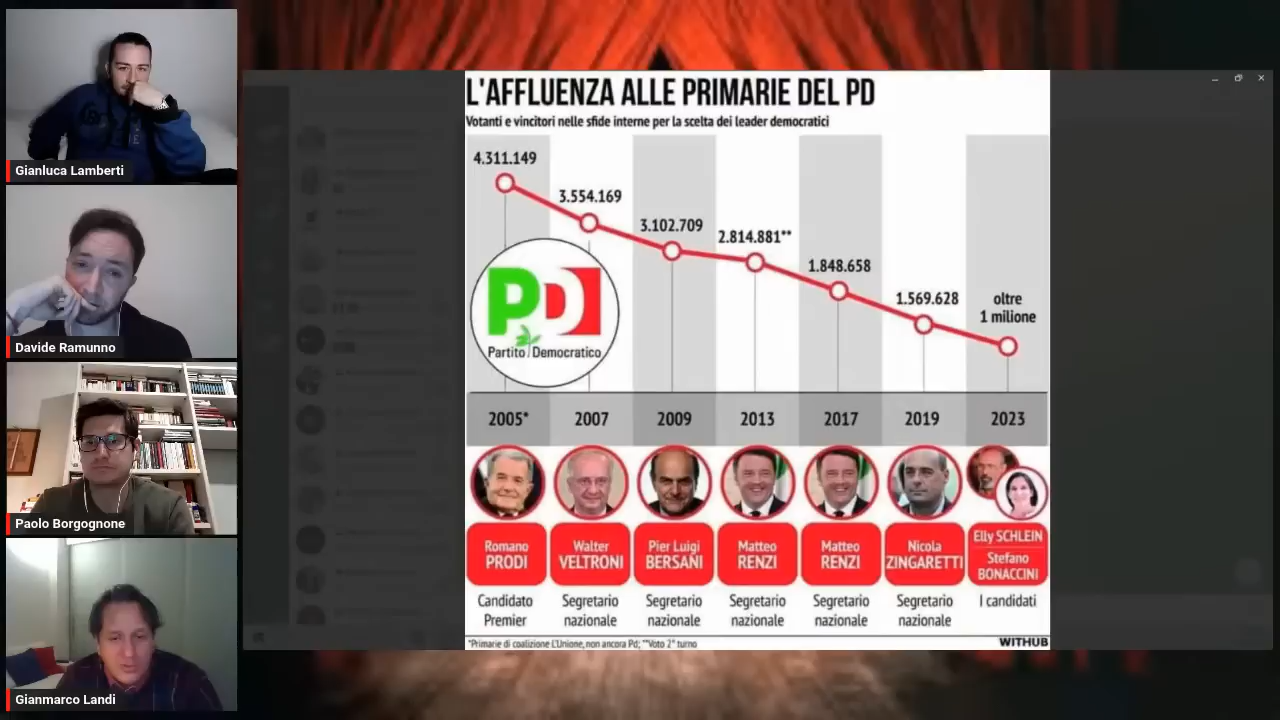 Gianluca Lamberti
Davide Ramunno
Paolo Borgognone
Gianmarco Landi
L'AFFLUENZA ALLE PRIMARIE DEL PD
Votanti e vincitori nelle sfide interne per la scelta dei leader democratici
4.311.149
3.554.169
3.102.709
2.814.881**
1.848.658
1.569.628
oltre
1 milione
PD
Partito Democratico
2005* 2007 2009 2013 2017 2019 2023
Romano
PRODI
Walter
VELTRONI
Pier Luigi
BERSANI
Matteo
RENZI
Matteo
RENZI
Nicola
ZINGARETTI
Elly SCHLEIN
Stefano
BONACCINI
Candidato
Premier
Segretario
nazionale
Segretario
nazionale
Segretario
nazionale
Segretario
nazionale
Segretario
nazionale
I candidati
*Primarie di coalizione L'Unione, non ancora Pd; **Voto 2° turno
WITHUB